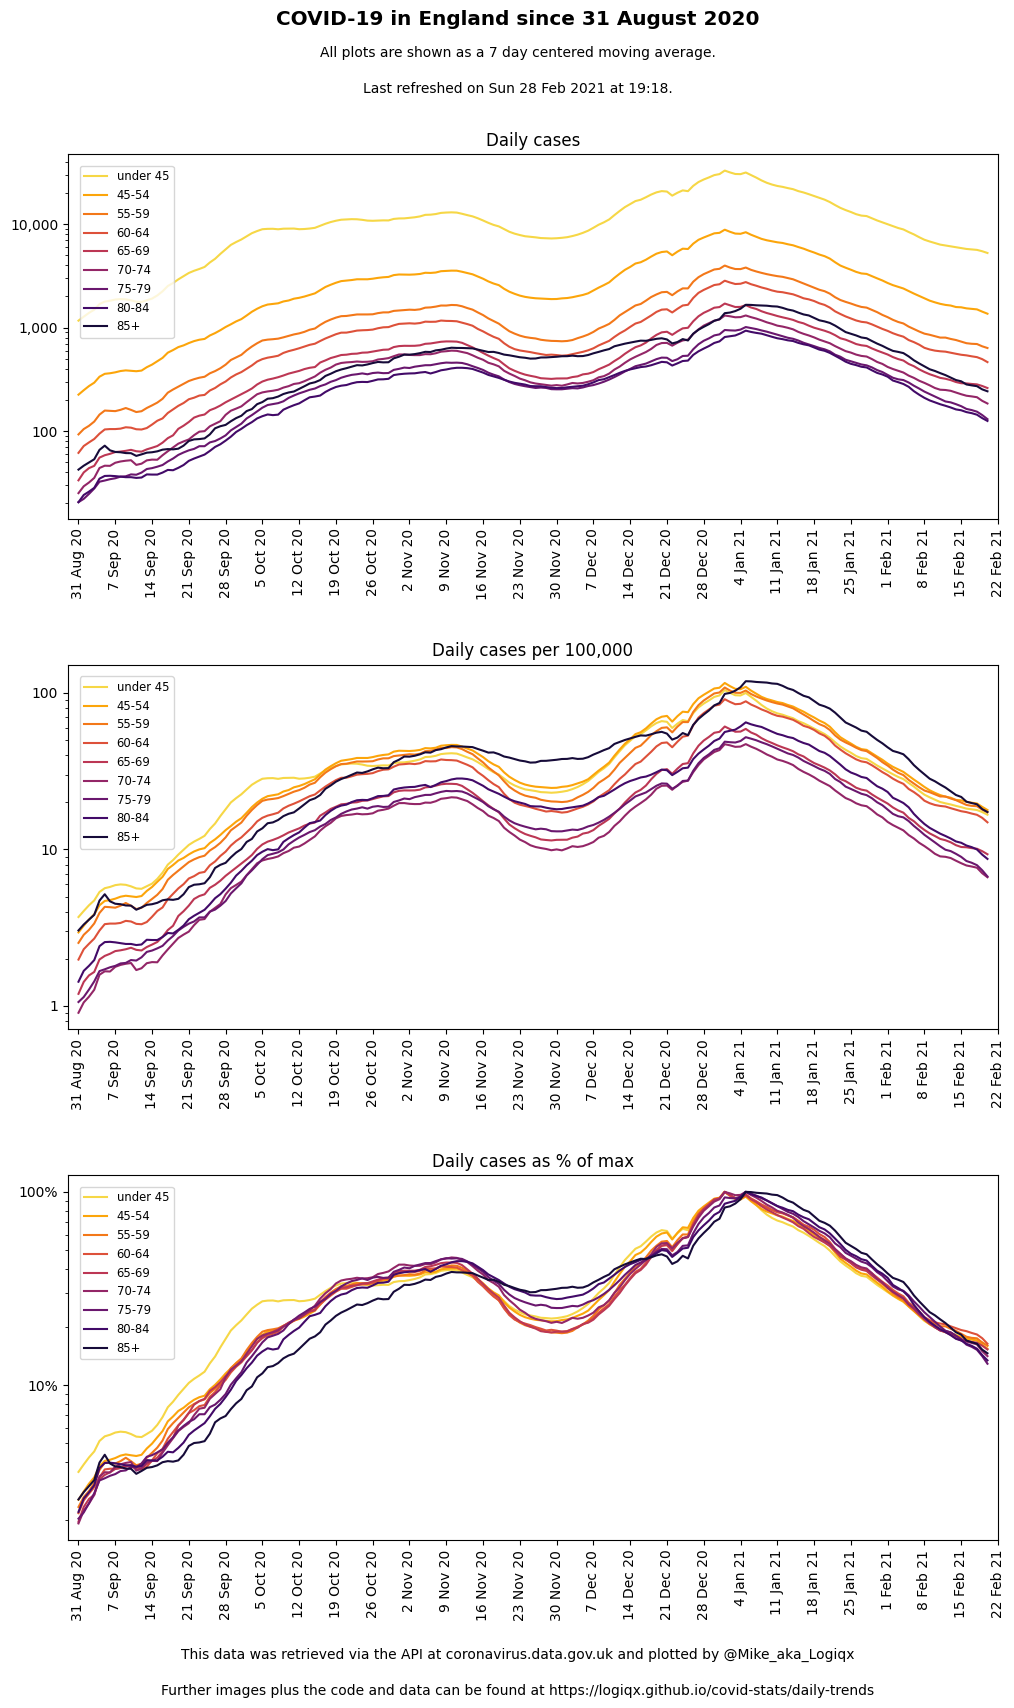 COVID-19 in England since 31 August 2020
All plots are shown as a 7 day centered moving average.
Last refreshed on Sun 28 Feb 2021 at 19:18.
Daily cases
under 45
45-54
55-59
60-64
65-69
70-74
75-79
80-84
85+
10,000
1,000
100
31 Aug 20
7 Sep 20
14 Sep 20
21 Sep 20
28 Sep 20
5 Oct 20
12 Oct 20
19 Oct 20
26 Oct 20
2 Nov 20
9 Nov 20
16 Nov 20
23 Nov 20
30 Nov 20
7 Dec 20
14 Dec 20
21 Dec 20
28 Dec 20
4 Jan 21
11 Jan 21
18 Jan 21
25 Jan 21
1 Feb 21
8 Feb 21
15 Feb 21
22 Feb 21
Daily cases per 100,000
under 45
45-54
55-59
60-64
65-69
70-74
75-79
80-84
85+
100
10
1
31 Aug 20
7 Sep 20
14 Sep 20
21 Sep 20
28 Sep 20
5 Oct 20
12 Oct 20
19 Oct 20
26 Oct 20
2 Nov 20
9 Nov 20
16 Nov 20
23 Nov 20
30 Nov 20
7 Dec 20
14 Dec 20
21 Dec 20
28 Dec 20
4 Jan 21
11 Jan 21
18 Jan 21
25 Jan 21
1 Feb 21
8 Feb 21
15 Feb 21
22 Feb 21
Daily cases as % of max
under 45
45-54
55-59
60-64
65-69
70-74
75-79
80-84
85+
100%
10%
31 Aug 20
7 Sep 20
14 Sep 20
21 Sep 20
28 Sep 20
5 Oct 20
12 Oct 20
19 Oct 20
26 Oct 20
2 Nov 20
9 Nov 20
16 Nov 20
23 Nov 20
30 Nov 20
7 Dec 20
14 Dec 20
21 Dec 20
28 Dec 20
4 Jan 21
11 Jan 21
18 Jan 21
25 Jan 21
1 Feb 21
8 Feb 21
15 Feb 21
22 Feb 21
This data was retrieved via the API at coronavirus.data.gov.uk and plotted by @Mike_aka_Logiqx
Further images plus the code and data can be found at https://logiqx.github.io/covid-stats/daily-trends